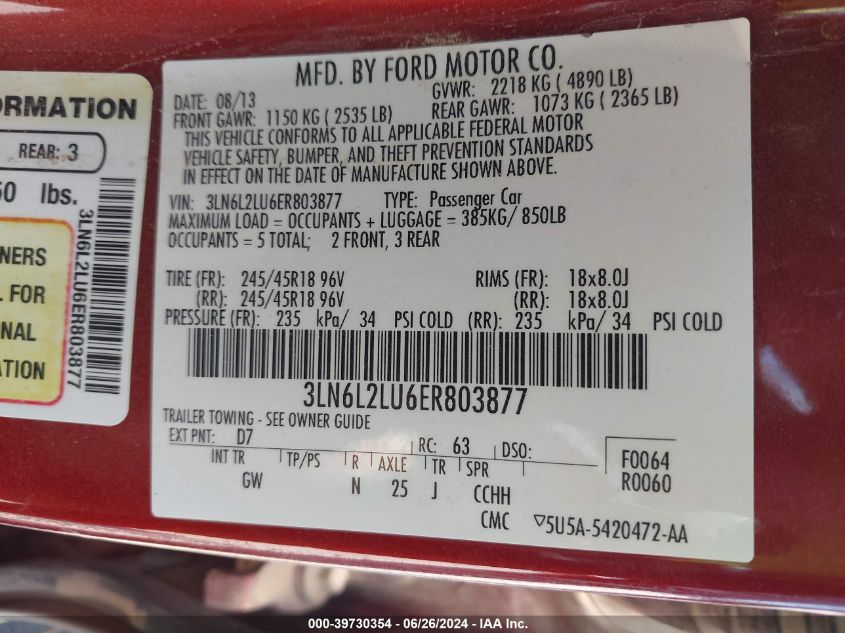 ORMATION
REAR: 3
50 lbs.
3LN6L2LU6ER803877
NERS
L FOR
NAL
ATION
MFD. BY FORD MOTOR CO.
DATE: 08/13 GVWR: 2218 KG ( 4890 LB)
FRONT GAWR: 1150 KG ( 2535 LB) REAR GAWR: 1073 KG ( 2365 LB)
THIS VEHICLE CONFORMS TO ALL APPLICABLE FEDERAL MOTOR
VEHICLE SAFETY, BUMPER, AND THEFT PREVENTION STANDARDS
IN EFFECT ON THE DATE OF MANUFACTURE SHOWN ABOVE.
VIN: 3LN6L2LU6ER803877 TYPE: Passenger Car
MAXIMUM LOAD = OCCUPANTS + LUGGAGE = 385KG/ 850LB
OCCUPANTS = 5 TOTAL; 2 FRONT, 3 REAR
TIRE (FR): 245/45R18 96V RIMS (FR): 18x8.0J
(RR): 245/45R18 96V (RR): 18x8.0J
PRESSURE (FR): 235 kPa/ 34 PSI COLD (RR): 235 kPa/ 34 PSI COLD
3LN6L2LU6ER803877
TRAILER TOWING - SEE OWNER GUIDE
EXT PNT: D7 RC: 63 DSO: F0064
INT TR TP/PS R AXLE TR SPR R0060
GW N 25 J CCHH
CMC ▽5U5A-5420472-AA
000-39730354 - 06/26/2024 - IAA Inc.